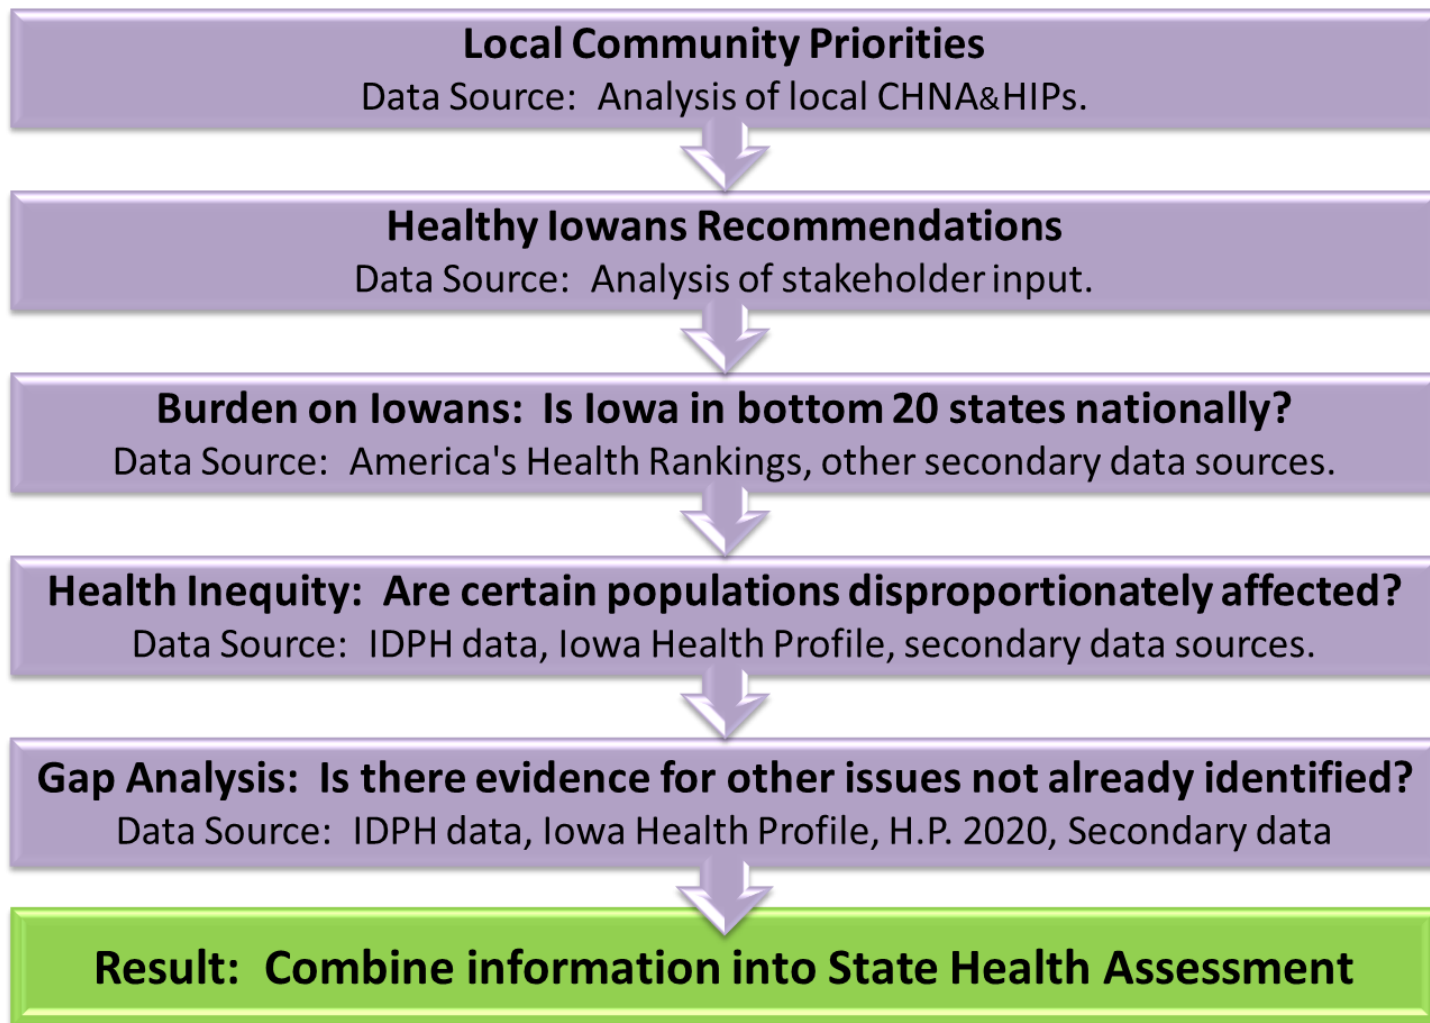 Local Community Priorities
Data Source: Analysis of local CHNA&HIPs.
Healthy Iowans Recommendations
Data Source: Analysis of stakeholder input.
Burden on Iowans: Is Iowa in bottom 20 states nationally?
Data Source: America's Health Rankings, other secondary data sources.
Health Inequity: Are certain populations disproportionately affected?
Data Source: IDPH data, Iowa Health Profile, secondary data sources.
Gap Analysis: Is there evidence for other issues not already identified?
Data Source: IDPH data, Iowa Health Profile, H.P. 2020, Secondary data
Result: Combine information into State Health Assessment